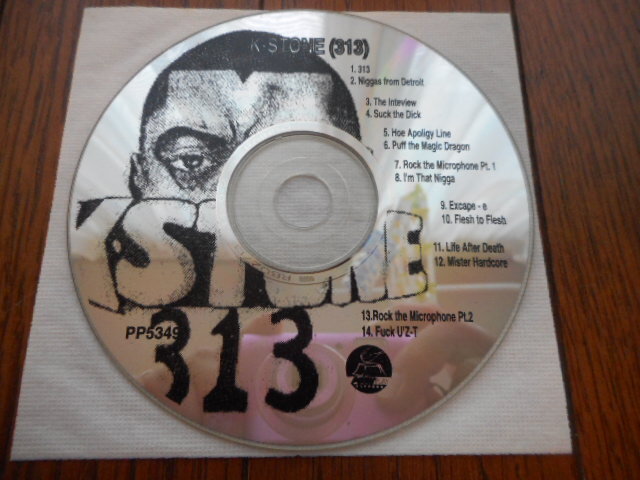 K-STONE (313)
1. 313
2. Niggas from Detroit
3. The Inteview
4. Suck the Dick
5. Hoe Apoligy Line
6. Puff the Magic Dragon
7. Rock the Microphone Pt. 1
8. I'm That Nigga
9. Excape - e
10. Flesh to Flesh
11. Life After Death
12. Mister Hardcore
13.Rock the Microphone Pt.2
14. Fuck U'Z-T
KSTONE
PP5349
313